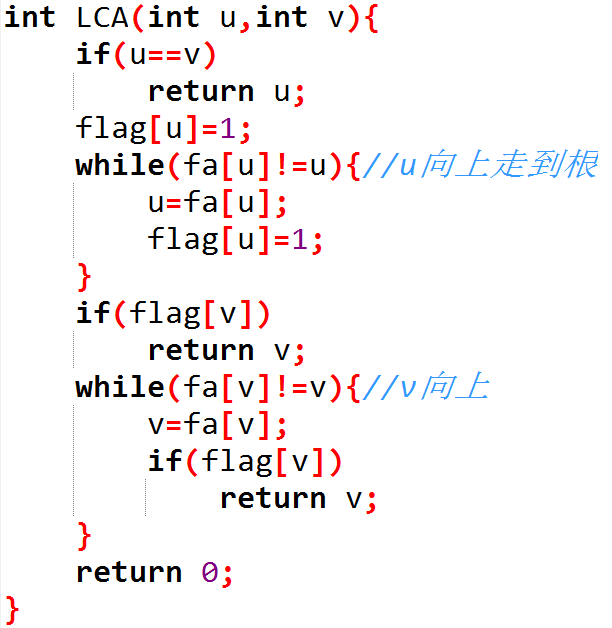 int LCA(int u,int v){
    if(u==v)
        return u;
    flag[u]=1;
    while(fa[u]!=u){//u向上走到根
        u=fa[u];
        flag[u]=1;
    }
    if(flag[v])
        return v;
    while(fa[v]!=v){//v向上
        v=fa[v];
        if(flag[v])
            return v;
    }
    return 0;
}